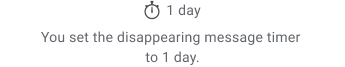 1 day
You set the disappearing message timer
to 1 day.